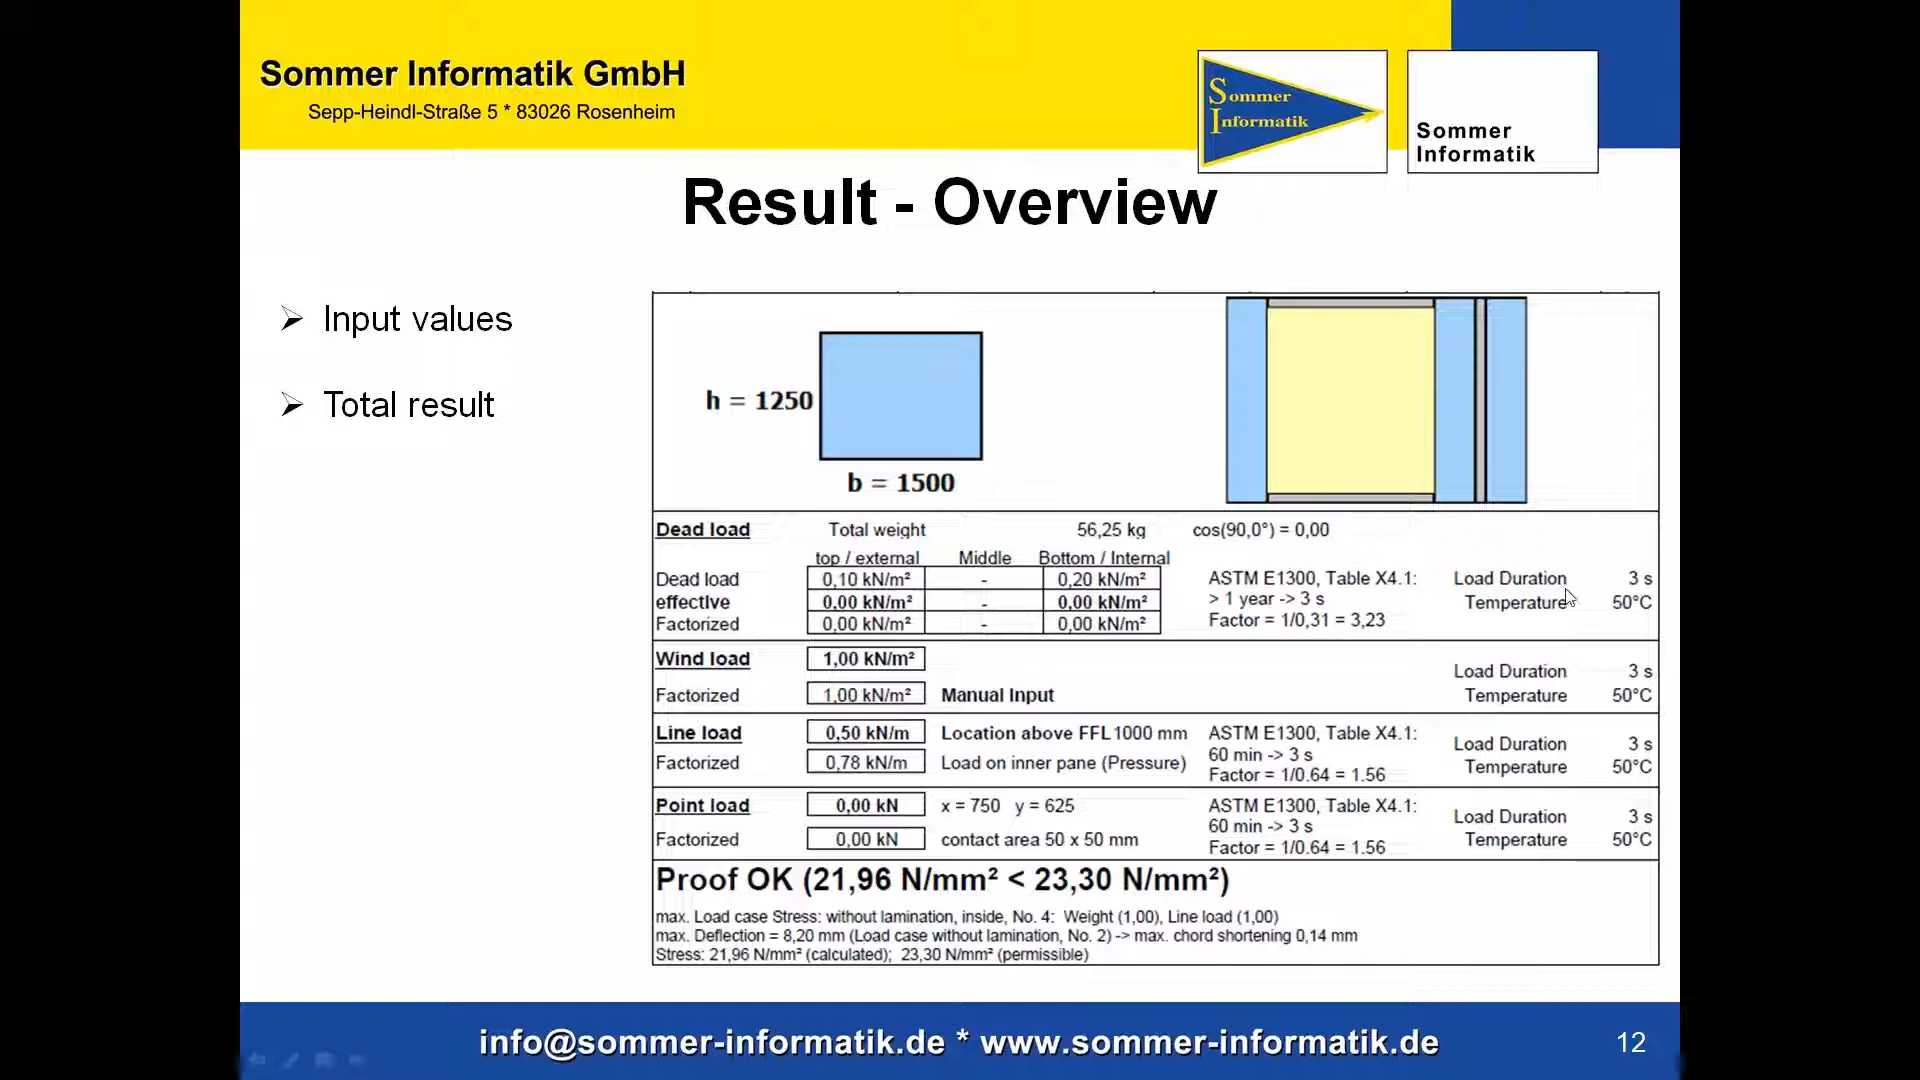 Sommer Informatik GmbH
Sepp-Heindl-Straße 5 * 83026 Rosenheim
Sommer
Informatik
Sommer
Informatik
Result - Overview
Input values
Total result
h = 1250
b = 1500
Dead load Total weight 56,25 kg cos(90,0°) = 0,00
top / external Middle Bottom / Internal
Dead load 0,10 kN/m² - 0,20 kN/m² ASTM E1300, Table X4.1: Load Duration 3 s
effective 0,00 kN/m² - 0,00 kN/m² > 1 year -> 3 s Temperature 50°C
Factorized 0,00 kN/m² - 0,00 kN/m² Factor = 1/0,31 = 3,23
Wind load 1,00 kN/m² Load Duration 3 s
Factorized 1,00 kN/m² Manual Input Temperature 50°C
Line load 0,50 kN/m Location above FFL 1000 mm ASTM E1300, Table X4.1: Load Duration 3 s
60 min -> 3 s
Factorized 0,78 kN/m Load on inner pane (Pressure) Factor = 1/0.64 = 1.56 Temperature 50°C
Point load 0,00 kN x = 750 y = 625 ASTM E1300, Table X4.1: Load Duration 3 s
60 min -> 3 s
Factorized 0,00 kN contact area 50 x 50 mm Factor = 1/0.64 = 1.56 Temperature 50°C
Proof OK (21,96 N/mm² < 23,30 N/mm²)
max. Load case Stress: without lamination, inside, No. 4: Weight (1,00), Line load (1,00)
max. Deflection = 8,20 mm (Load case without lamination, No. 2) -> max. chord shortening 0,14 mm
Stress: 21,96 N/mm² (calculated); 23,30 N/mm² (permissible)
info@sommer-informatik.de * www.sommer-informatik.de
12